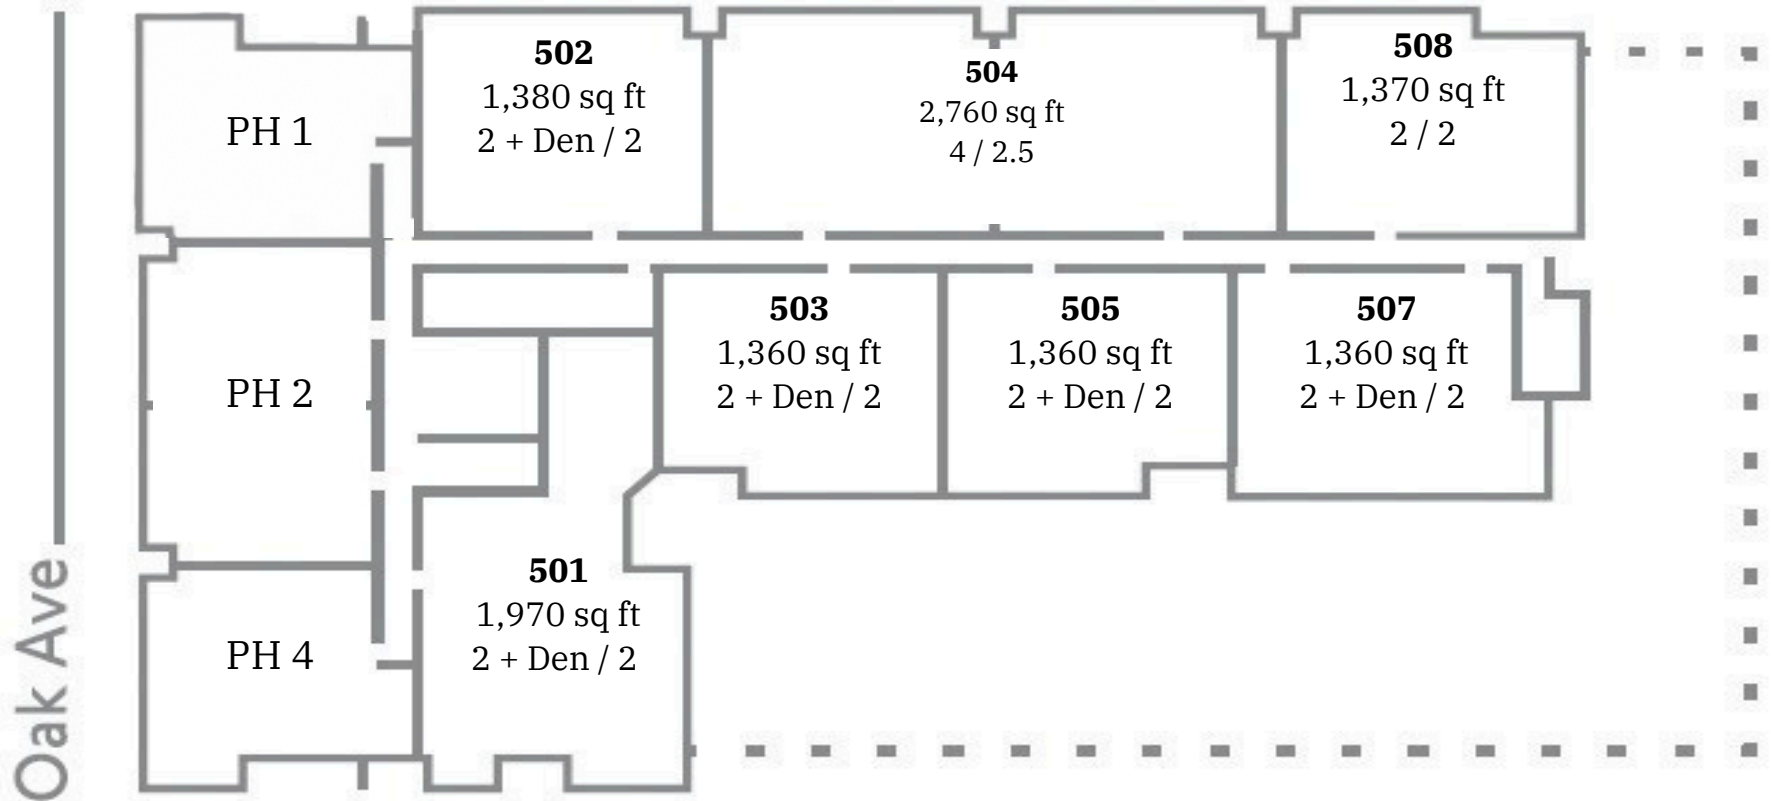 PH 1
502
1,380 sq ft
2 + Den / 2
504
2,760 sq ft
4 / 2.5
508
1,370 sq ft
2 / 2
PH 2
503
1,360 sq ft
2 + Den / 2
505
1,360 sq ft
2 + Den / 2
507
1,360 sq ft
2 + Den / 2
501
1,970 sq ft
2 + Den / 2
PH 4
Oak Ave